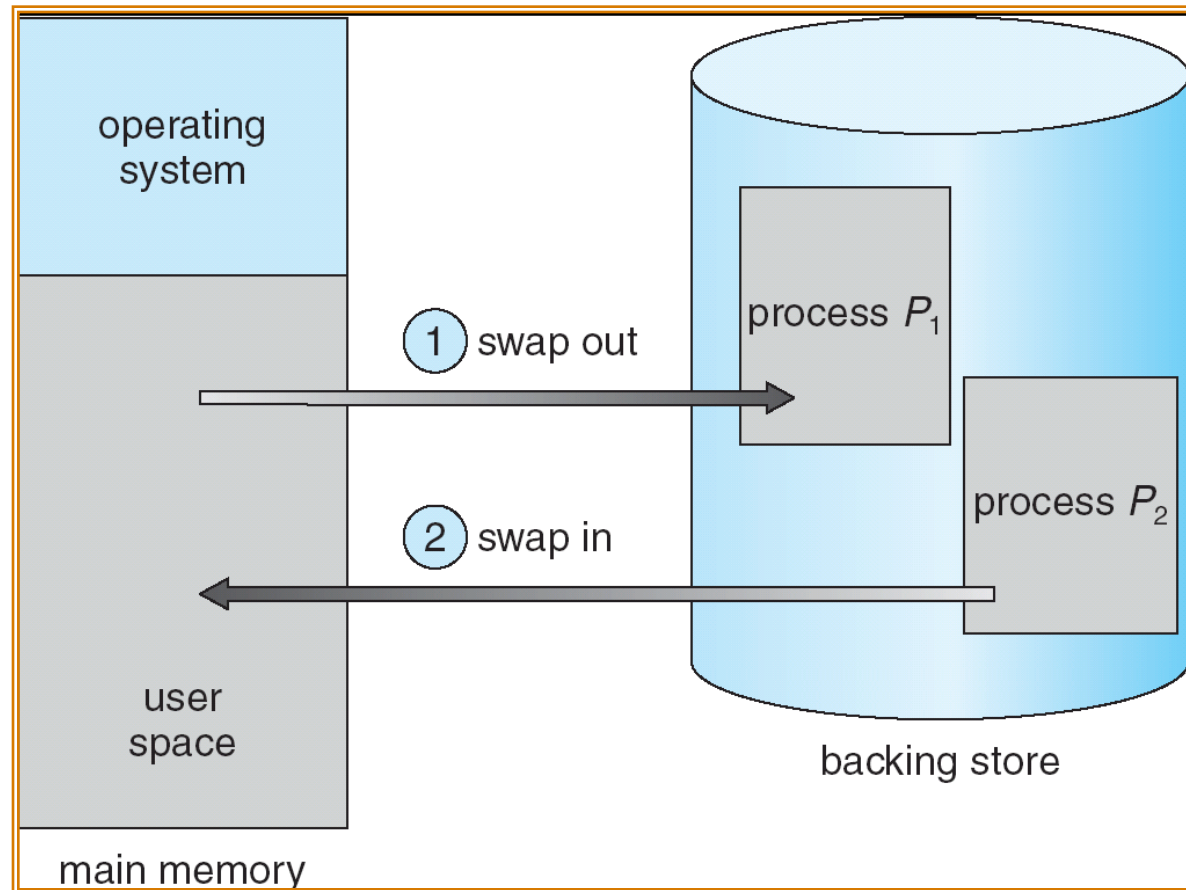 operating
system
process P₁
1 swap out
process P₂
2 swap in
user
space
backing store
main memory